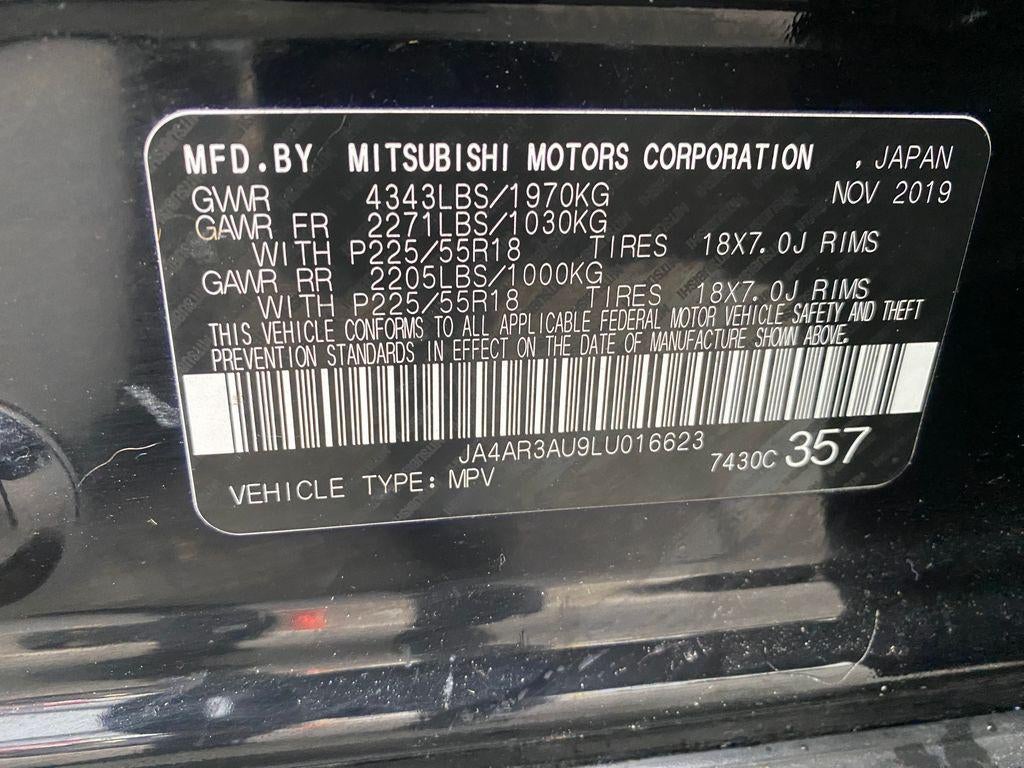 MFD.BY MITSUBISHI MOTORS CORPORATION , JAPAN
GVWR 4343LBS/1970KG NOV 2019
GAWR FR 2271LBS/1030KG
WITH P225/55R18 TIRES 18X7.0J RIMS
GAWR RR 2205LBS/1000KG
WITH P225/55R18 TIRES 18X7.0J RIMS
THIS VEHICLE CONFORMS TO ALL APPLICABLE FEDERAL MOTOR VEHICLE SAFETY AND THEFT
PREVENTION STANDARDS IN EFFECT ON THE DATE OF MANUFACTURE SHOWN ABOVE.
JA4AR3AU9LU016623
7430C 357
VEHICLE TYPE: MPV